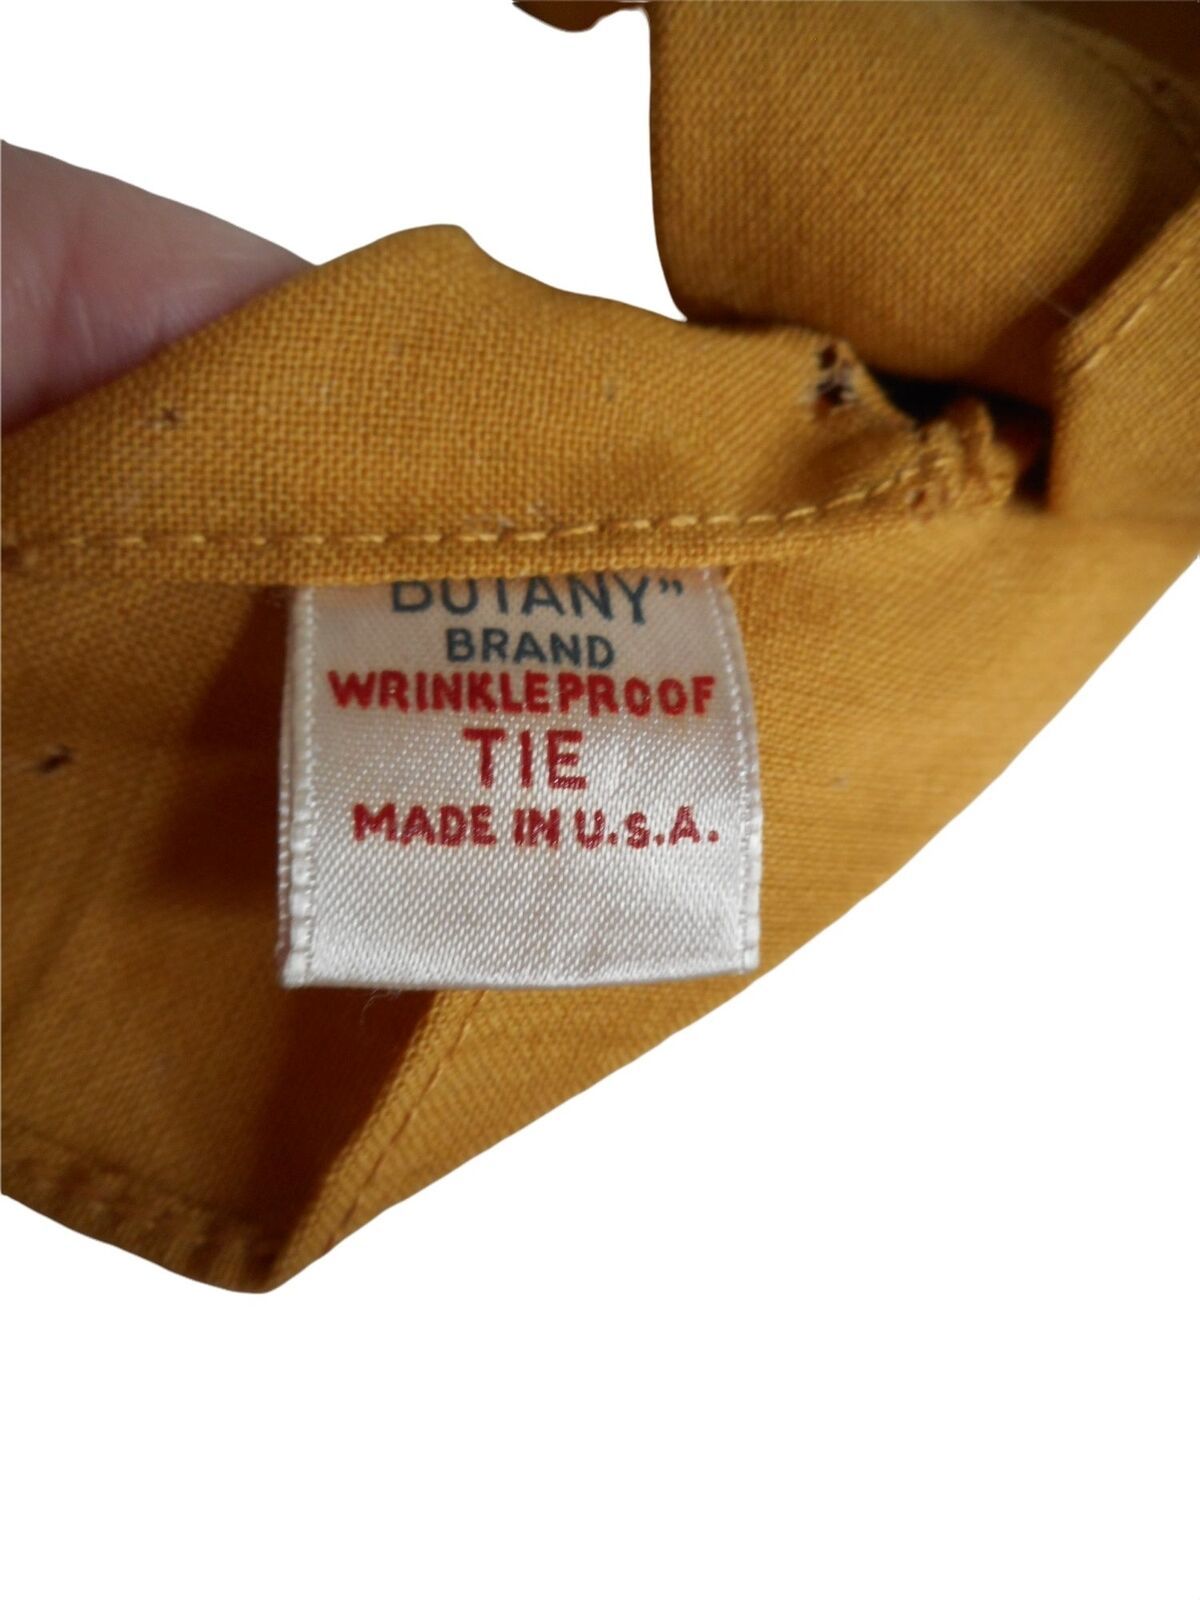 "BOTANY"
BRAND
WRINKLEPROOF
TIE
MADE IN U.S.A.